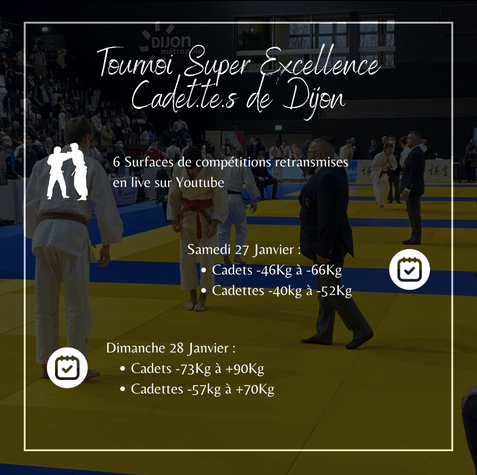 DIJON
métropole
Tournoi Super Excellence
Cadet.te.s de Dijon
6 Surfaces de compétitions retransmises
en live sur Youtube
Samedi 27 Janvier :
• Cadets -46Kg à -66Kg
• Cadettes -40kg à -52Kg
Dimanche 28 Janvier :
• Cadets -73Kg à +90Kg
• Cadettes -57kg à +70Kg